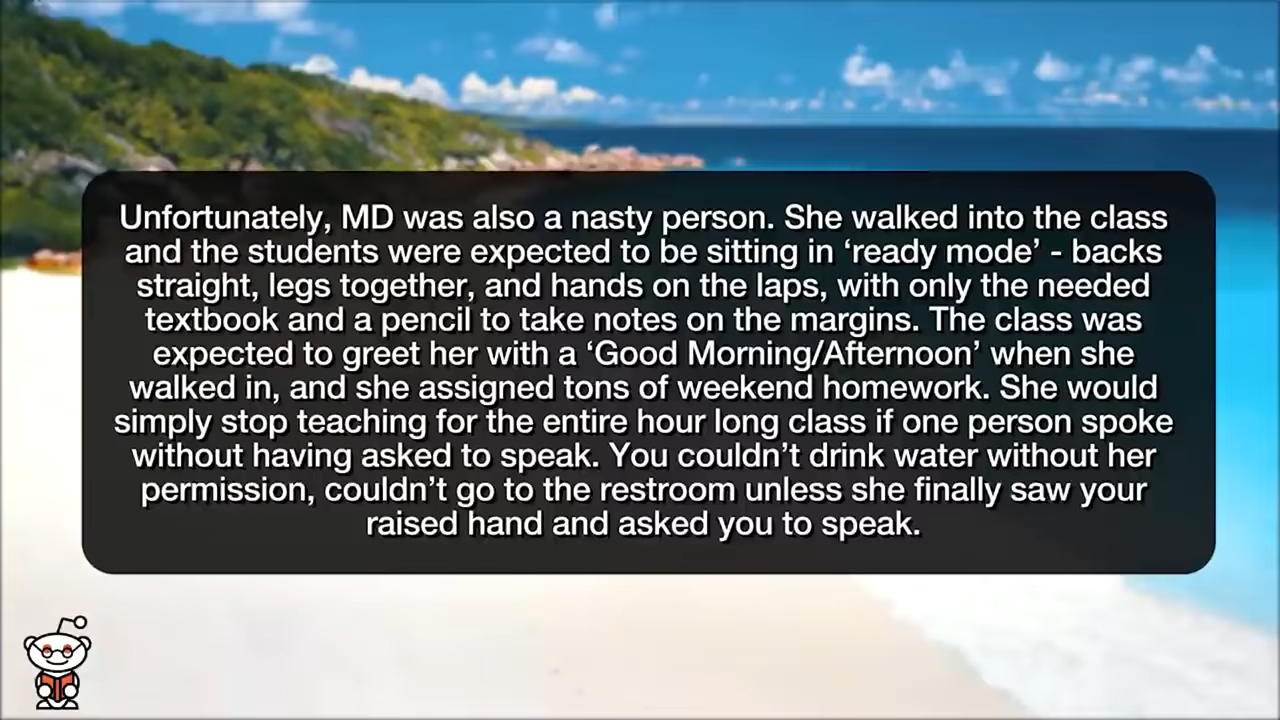 Unfortunately, MD was also a nasty person. She walked into the class
and the students were expected to be sitting in ‘ready mode’ - backs
straight, legs together, and hands on the laps, with only the needed
textbook and a pencil to take notes on the margins. The class was
expected to greet her with a ‘Good Morning/Afternoon’ when she
walked in, and she assigned tons of weekend homework. She would
simply stop teaching for the entire hour long class if one person spoke
without having asked to speak. You couldn’t drink water without her
permission, couldn’t go to the restroom unless she finally saw your
raised hand and asked you to speak.